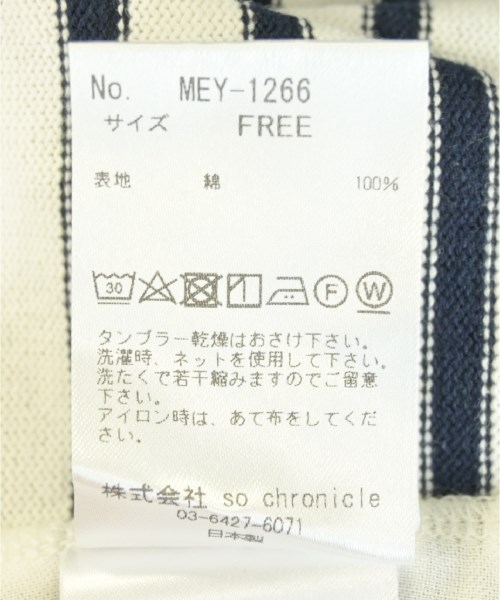 No. MEY-1266
サイズ FREE
表地 綿 100%
30 F W
タンブラー乾燥はおさけ下さい。
洗濯時、ネットを使用して下さい。
洗たくで若干縮みますのでご留意
下さい。
アイロン時は、あて布をしてくだ
さい。
株式会社 so chronicle
03-6427-6071
日本製